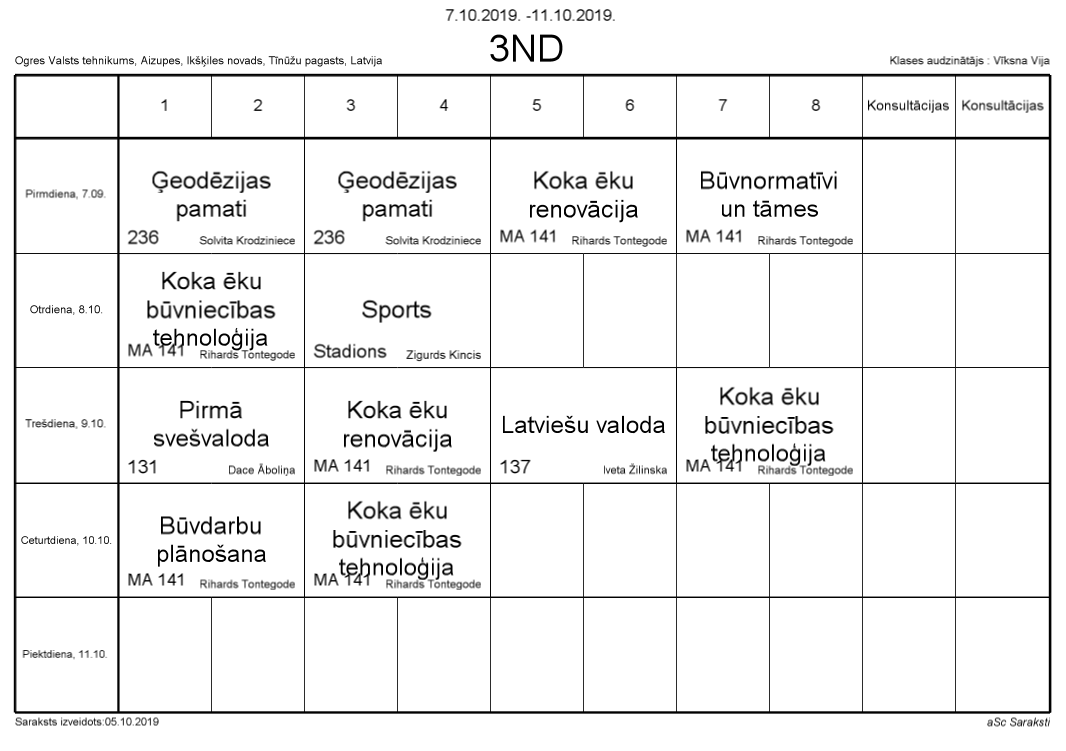 7.10.2019. -11.10.2019.
3ND
Ogres Valsts tehnikums, Aizupes, Ikšķiles novads, Tīnūžu pagasts, Latvija
Klases audzinātājs : Vīksna Vija
1 2 3 4 5 6 7 8 Konsultācijas Konsultācijas
Pirmdiena, 7.09.
Ģeodēzijas
pamati
236 Solvita Krodziniece
Ģeodēzijas
pamati
236 Solvita Krodziniece
Koka ēku
renovācija
MA 141 Rihards Tontegode
Būvnormatīvi
un tāmes
MA 141 Rihards Tontegode
Otrdiena, 8.10.
Koka ēku
būvniecības
tehnoloģija
MA 141 Rihards Tontegode
Sports
Stadions Zigurds Kincis
Trešdiena, 9.10.
Pirmā
svešvaloda
131 Dace Āboliņa
Koka ēku
renovācija
MA 141 Rihards Tontegode
Latviešu valoda
137 Iveta Žilinska
Koka ēku
būvniecības
tehnoloģija
MA 141 Rihards Tontegode
Ceturtdiena, 10.10.
Būvdarbu
plānošana
MA 141 Rihards Tontegode
Koka ēku
būvniecības
tehnoloģija
MA 141 Rihards Tontegode
Piektdiena, 11.10.
Saraksts izveidots:05.10.2019
aSc Saraksti